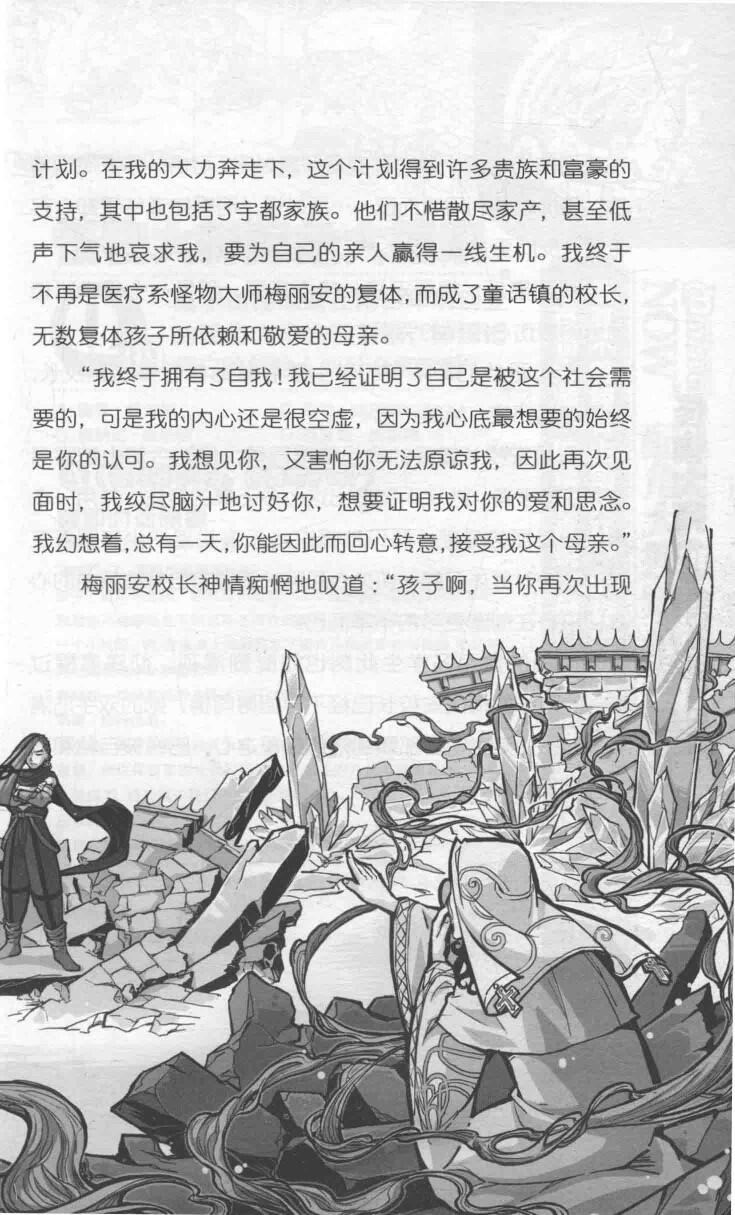 计划。在我的大力奔走下，这个计划得到许多贵族和富豪的
支持，其中也包括了宇都家族。他们不惜散尽家产，甚至低
声下气地哀求我，要为自己的亲人赢得一线生机。我终于
不再是医疗系怪物大师梅丽安的复体，而成了童话镇的校长，
无数复体孩子所依赖和敬爱的母亲。
“我终于拥有了自我！我已经证明了自己是被这个社会需
要的，可是我的内心还是很空虚，因为我心底最想要的始终
是你的认可。我想见你，又害怕你无法原谅我，因此再次见
面时，我绞尽脑汁地讨好你，想要证明我对你的爱和思念。
我幻想着，总有一天，你能因此而回心转意，接受我这个母亲。”
梅丽安校长神情痴惘地叹道：“孩子啊，当你再次出现